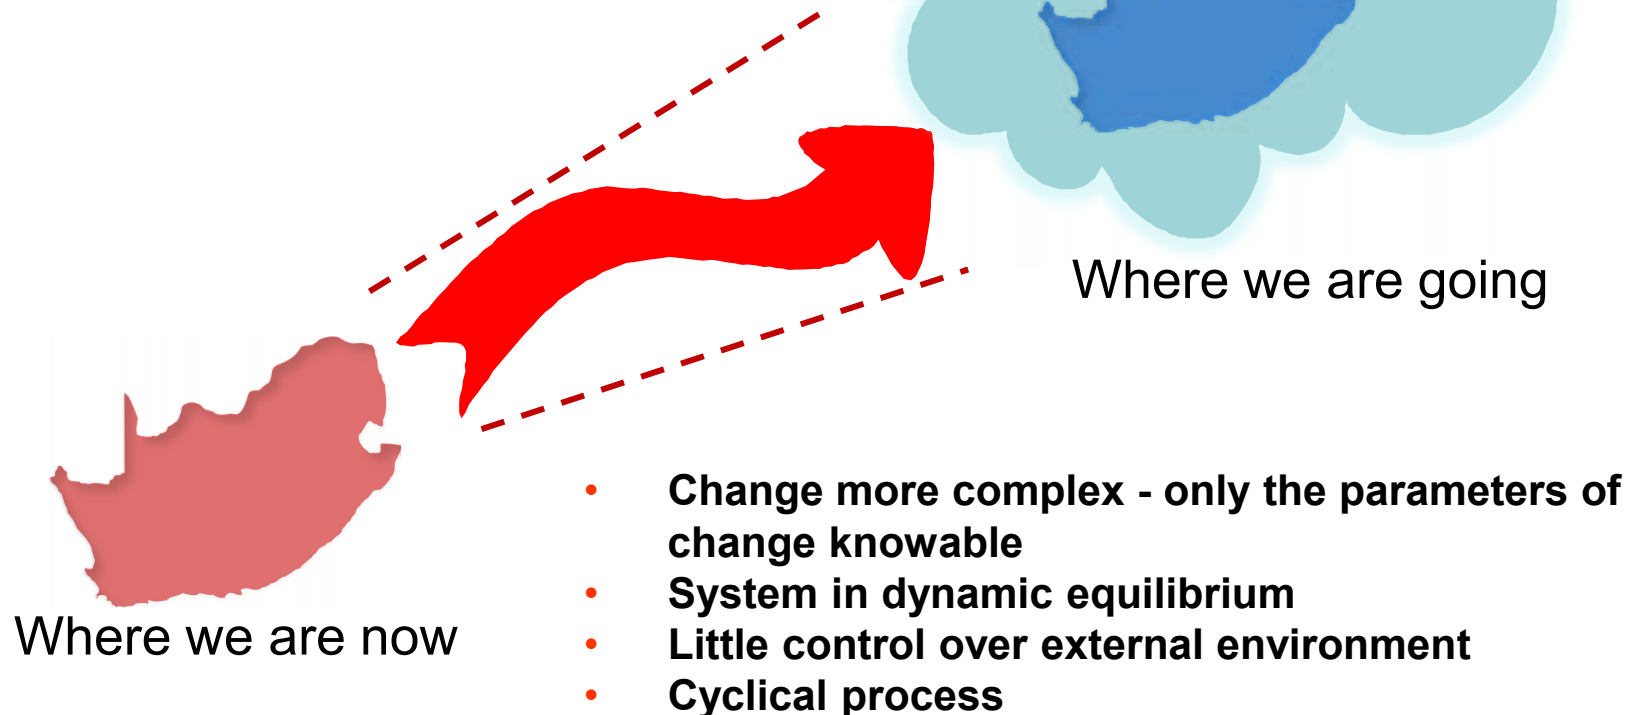 Where we are going
Where we are now
• Change more complex - only the parameters of
change knowable
• System in dynamic equilibrium
• Little control over external environment
• Cyclical process